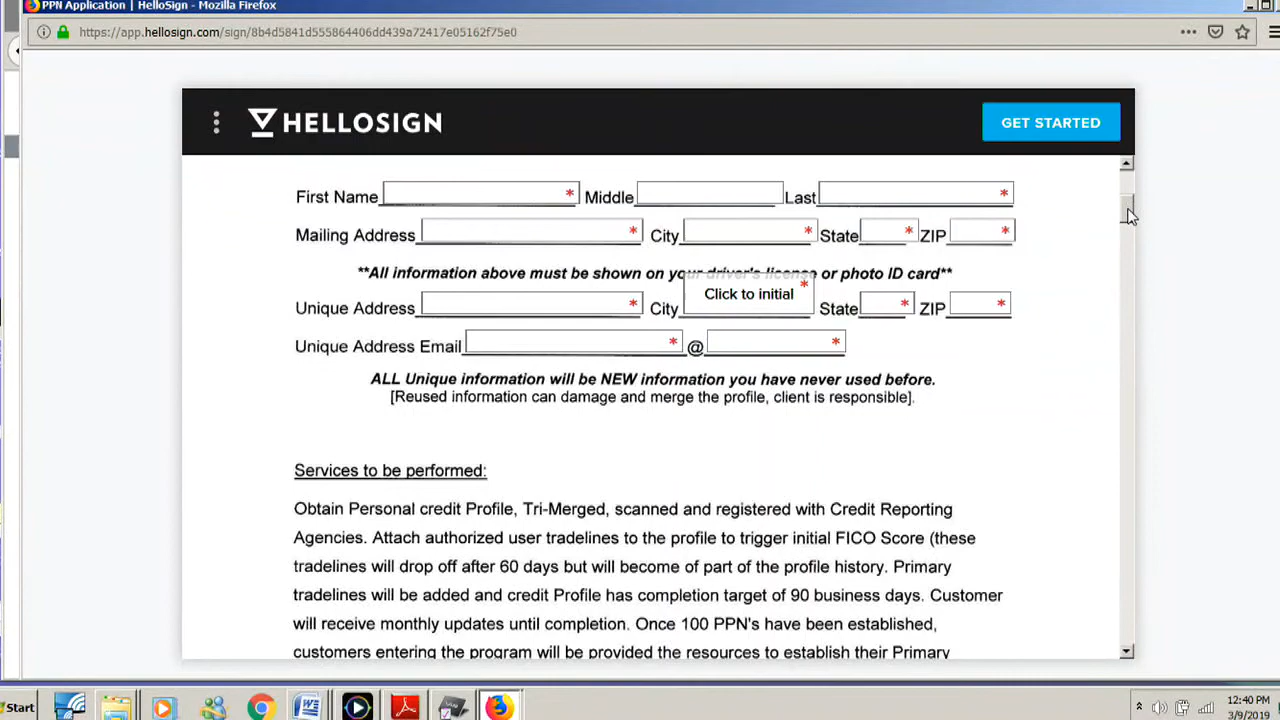 PPN Application | HelloSign - Mozilla Firefox
https://app.hellosign.com/sign/8b4d5841d555864406dd439a72417e05162f75e0
HELLOSIGN
GET STARTED
First Name * Middle Last *
Mailing Address * City * State * ZIP *
**All information above must be shown on your driver's license or photo ID card**
Click to initial *
Unique Address * City State * ZIP *
Unique Address Email * @ *
ALL Unique information will be NEW information you have never used before.
[Reused information can damage and merge the profile, client is responsible].
Services to be performed:
Obtain Personal credit Profile, Tri-Merged, scanned and registered with Credit Reporting
Agencies. Attach authorized user tradelines to the profile to trigger initial FICO Score (these
tradelines will drop off after 60 days but will become of part of the profile history. Primary
tradelines will be added and credit Profile has completion target of 90 business days. Customer
will receive monthly updates until completion. Once 100 PPN's have been established,
customers entering the program will be provided the resources to establish their Primary
Start
12:40 PM
3/9/2019